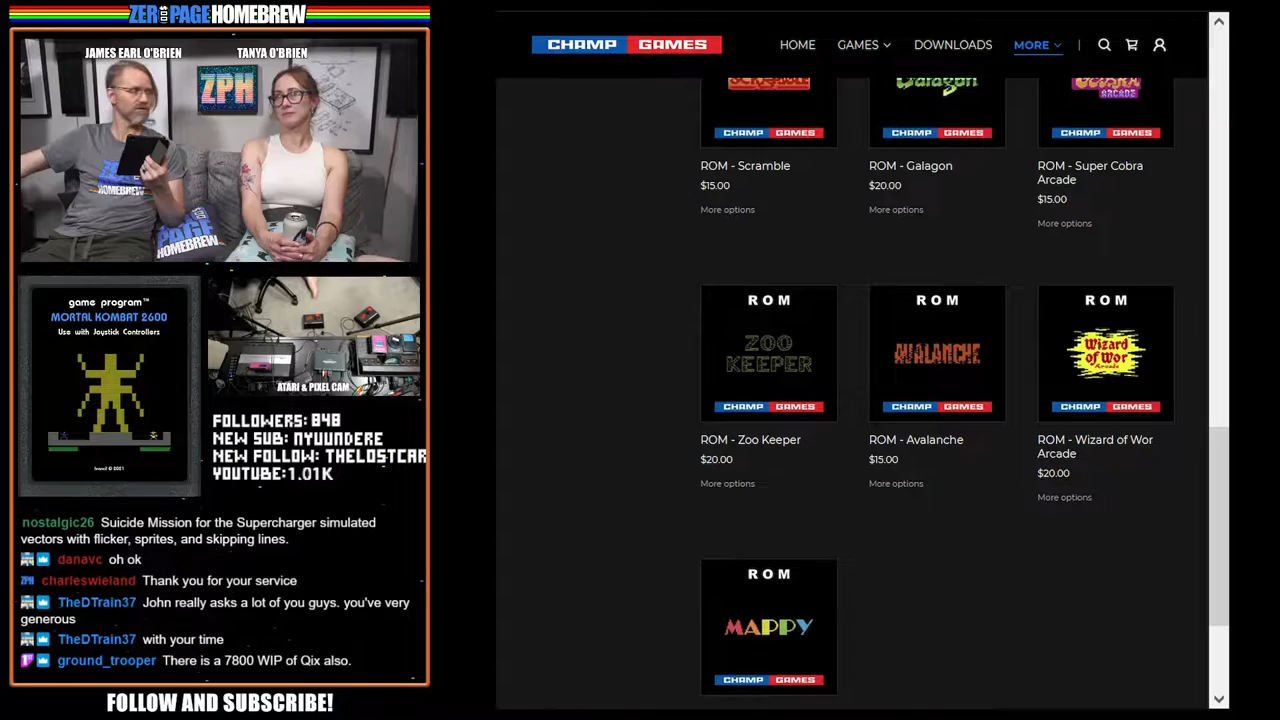 ZERO PAGE HOMEBREW
JAMES EARL O'BRIEN
TANYA O'BRIEN
ZPH
HOMEBREW
HOMEBREW
game program™
MORTAL KOMBAT 2600
Use with Joystick Controllers
ATARI & PIXEL CAM
FOLLOWERS: 848
NEW SUB: NYUUNDERE
NEW FOLLOW: THELOSTCAR
YOUTUBE:1.01K
nostalgic26 Suicide Mission for the Supercharger simulated
vectors with flicker, sprites, and skipping lines.
danavc oh ok
ZPH charleswieland Thank you for your service
TheDTrain37 John really asks a lot of you guys. you've very
generous
TheDTrain37 with your time
ground_trooper There is a 7800 WIP of Qix also.
FOLLOW AND SUBSCRIBE!
CHAMP GAMES
HOME GAMES DOWNLOADS MORE |
SCRAMBLE Galagon COBRA
ARCADE
CHAMP GAMES CHAMP GAMES CHAMP GAMES
ROM - Scramble
$15.00
More options
ROM - Galagon
$20.00
More options
ROM - Super Cobra
Arcade
$15.00
More options
ROM
ZOO
KEEPER
CHAMP GAMES
ROM - Zoo Keeper
$20.00
More options
ROM
AVALANCHE
CHAMP GAMES
ROM - Avalanche
$15.00
More options
ROM
Wizard
of Wor
Arcade
CHAMP GAMES
ROM - Wizard of Wor
Arcade
$20.00
More options
ROM
MAPPY
CHAMP GAMES